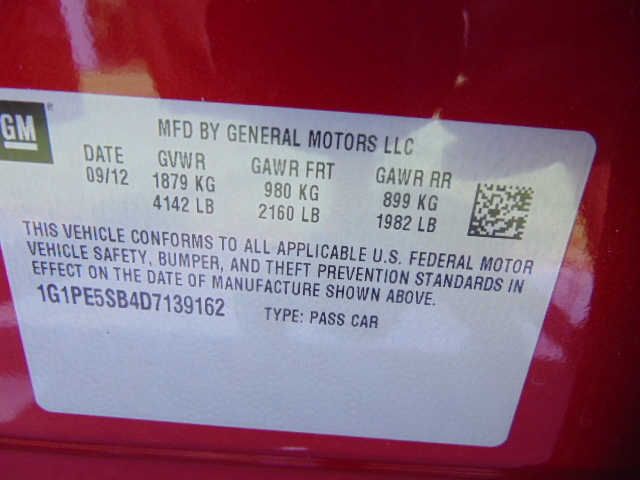 GM
MFD BY GENERAL MOTORS LLC
DATE GVWR GAWR FRT GAWR RR
09/12 1879 KG 980 KG 899 KG
4142 LB 2160 LB 1982 LB
THIS VEHICLE CONFORMS TO ALL APPLICABLE U.S. FEDERAL MOTOR
VEHICLE SAFETY, BUMPER, AND THEFT PREVENTION STANDARDS IN
EFFECT ON THE DATE OF MANUFACTURE SHOWN ABOVE.
1G1PE5SB4D7139162 TYPE: PASS CAR